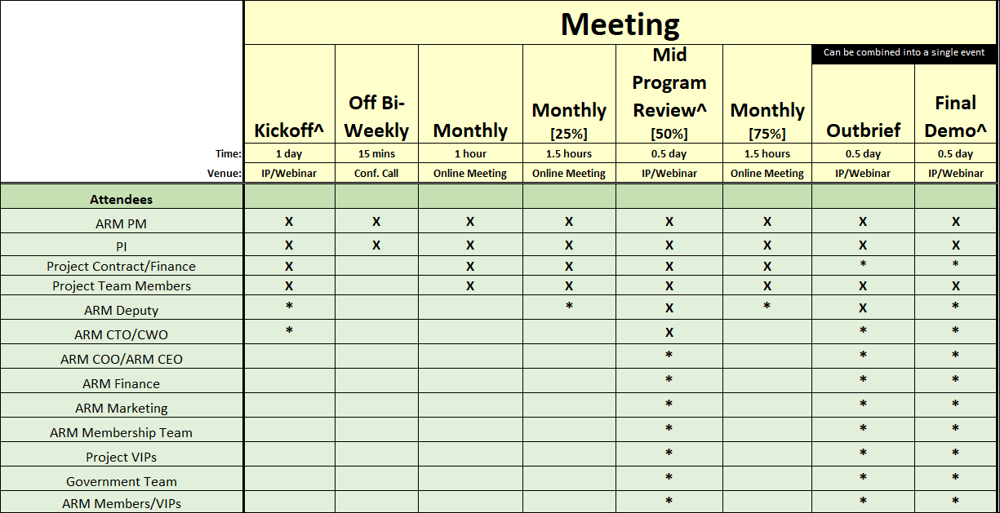 Meeting
Can be combined into a single event
Kickoff^ Off Bi-Weekly Monthly Monthly [25%] Mid Program Review^ [50%] Monthly [75%] Outbrief Final Demo^
Time: 1 day 15 mins 1 hour 1.5 hours 0.5 day 1.5 hours 0.5 day 0.5 day
Venue: IP/Webinar Conf. Call Online Meeting Online Meeting IP/Webinar Online Meeting IP/Webinar IP/Webinar
Attendees
ARM PM X X X X X X X X
PI X X X X X X X X
Project Contract/Finance X X X X X * *
Project Team Members X X X X X X X
ARM Deputy * * X * X *
ARM CTO/CWO * X * *
ARM COO/ARM CEO * * *
ARM Finance * * *
ARM Marketing * * *
ARM Membership Team * * *
Project VIPs * * *
Government Team * * *
ARM Members/VIPs * * *